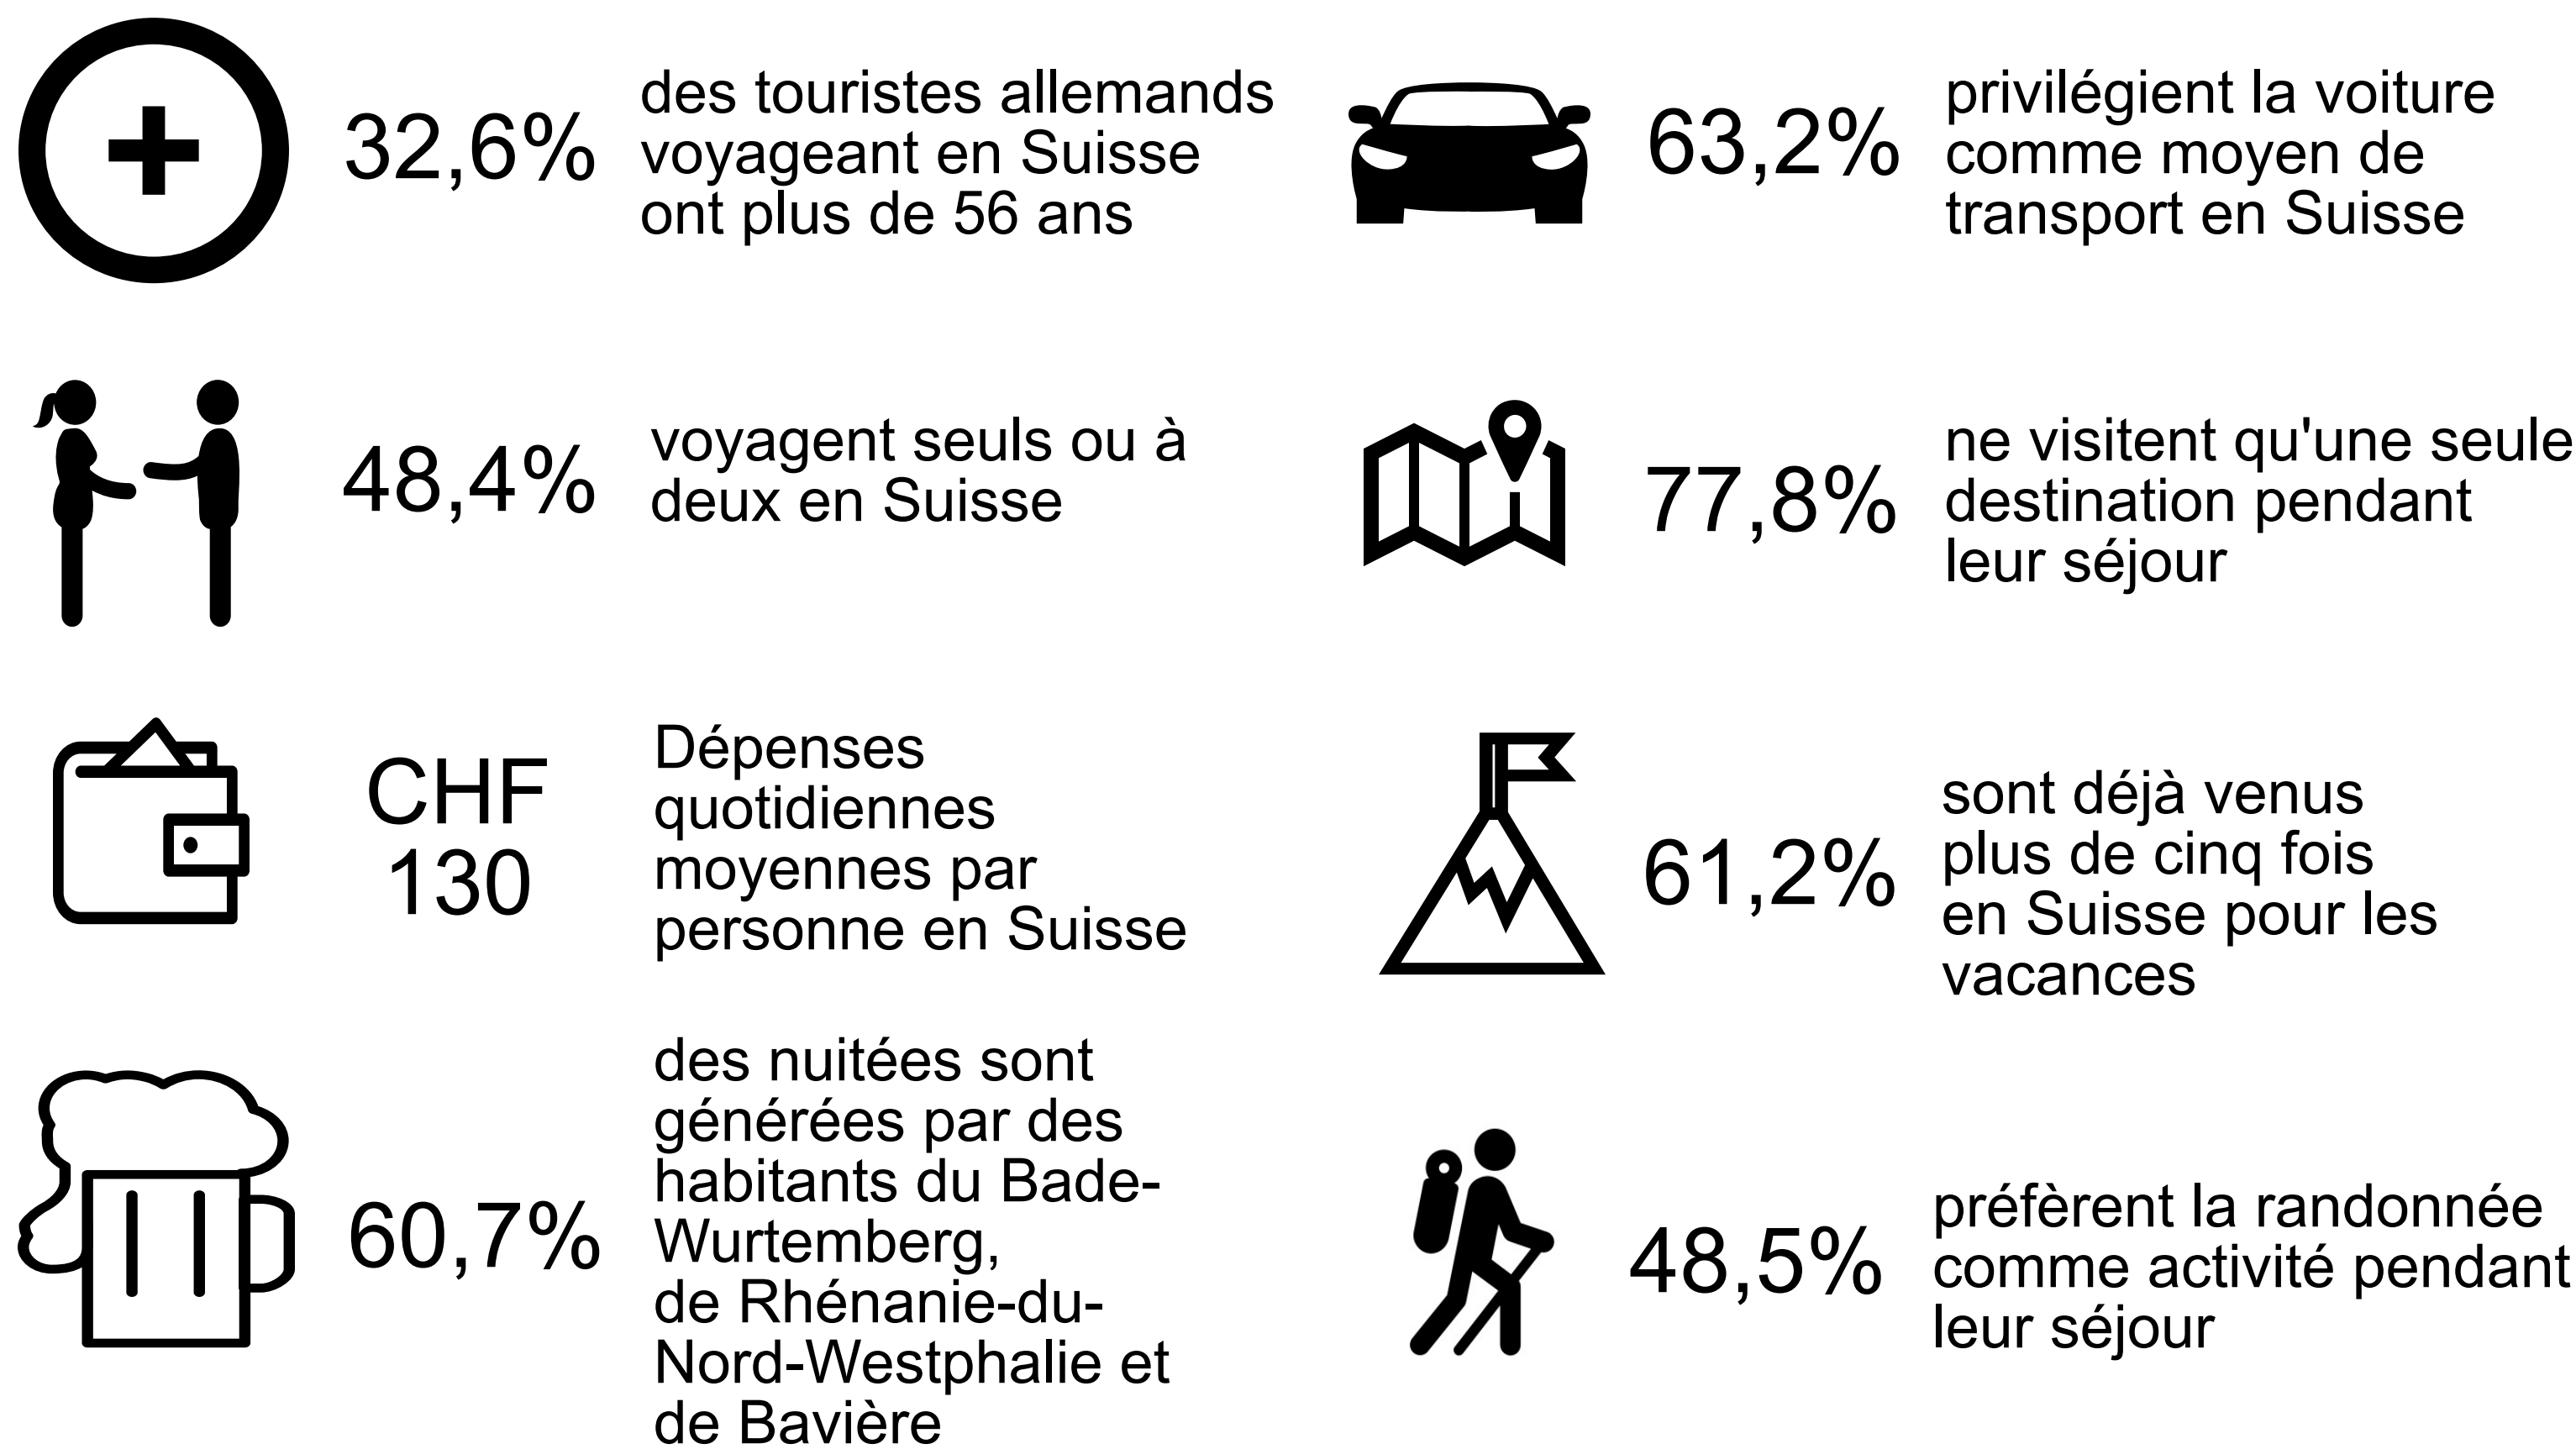 32,6%
des touristes allemands
voyageant en Suisse
ont plus de 56 ans
63,2%
privilégient la voiture
comme moyen de
transport en Suisse
48,4%
voyagent seuls ou à
deux en Suisse
77,8%
ne visitent qu'une seule
destination pendant
leur séjour
CHF
130
Dépenses
quotidiennes
moyennes par
personne en Suisse
61,2%
sont déjà venus
plus de cinq fois
en Suisse pour les
vacances
60,7%
des nuitées sont
générées par des
habitants du Bade-
Wurtemberg,
de Rhénanie-du-
Nord-Westphalie et
de Bavière
48,5%
préfèrent la randonnée
comme activité pendant
leur séjour